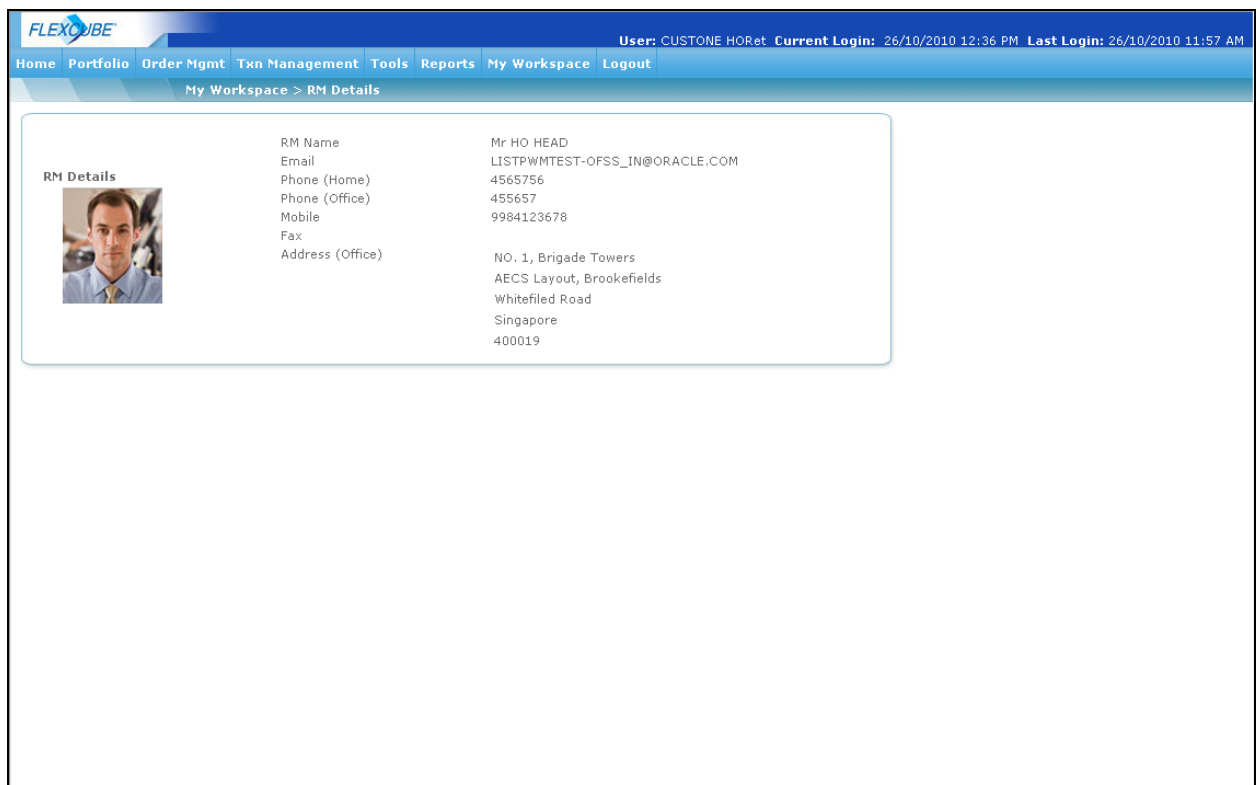 FLEXCUBE®
User: CUSTONE HORet Current Login: 26/10/2010 12:36 PM Last Login: 26/10/2010 11:57 AM
Home Portfolio Order Mgmt Txn Management Tools Reports My Workspace Logout
My Workspace > RM Details
RM Details
RM Name Mr HO HEAD
Email LISTPWMTEST-OFSS_IN@ORACLE.COM
Phone (Home) 4565756
Phone (Office) 455657
Mobile 9984123678
Fax
Address (Office) NO. 1, Brigade Towers
AECS Layout, Brookefields
Whitefiled Road
Singapore
400019